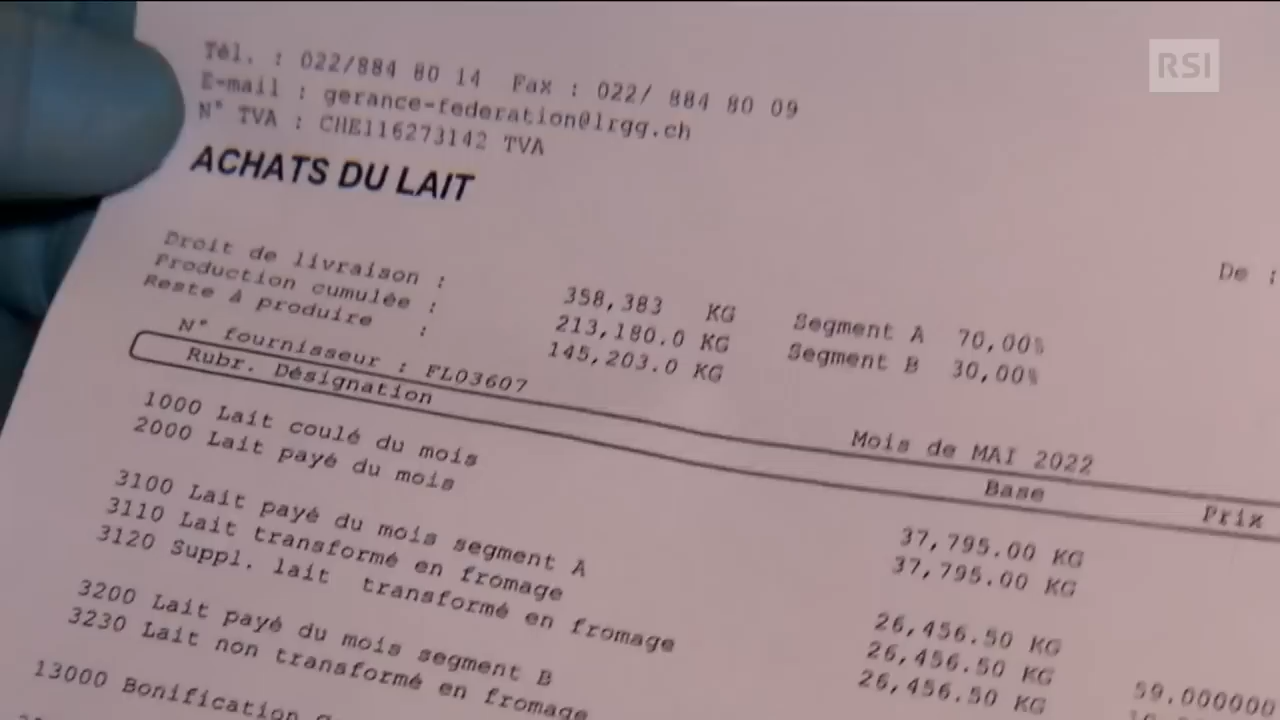 RSI
Tél. : 022/884 80 14 Fax : 022/ 884 80 09
E-mail : gerance-federation@lrgg.ch
N° TVA : CHE116273142 TVA
ACHATS DU LAIT
De :
Droit de livraison : 358,383 KG Segment A 70,00%
Production cumulée : 213,180.0 KG Segment B 30,00%
Reste à produire : 145,203.0 KG
N° fournisseur : FL03607 Mois de MAI 2022
Rubr. Désignation Base Prix
1000 Lait coulé du mois 37,795.00 KG
2000 Lait payé du mois 37,795.00 KG
3100 Lait payé du mois segment A 26,456.50 KG
3110 Lait transformé en fromage 26,456.50 KG 59.000000
3120 Suppl. lait transformé en fromage 26,456.50 KG
3200 Lait payé du mois segment B
3230 Lait non transformé en fromage
13000 Bonification